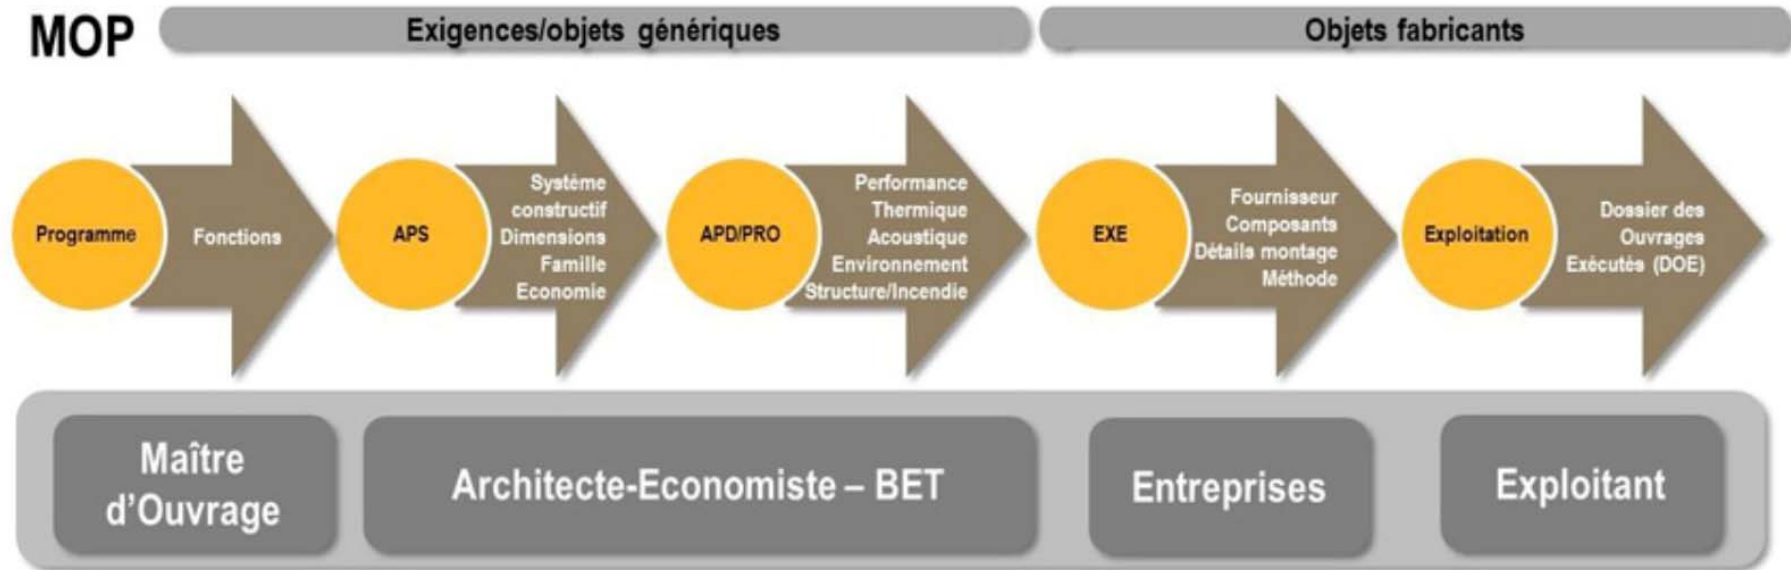 MOP
Exigences/objets génériques
Objets fabricants
Programme
Fonctions
APS
Système
constructif
Dimensions
Famille
Economie
APD/PRO
Performance
Thermique
Acoustique
Environnement
Structure/Incendie
EXE
Fournisseur
Composants
Détails montage
Méthode
Exploitation
Dossier des
Ouvrages
Exécutés (DOE)
Maître
d'Ouvrage
Architecte-Economiste – BET
Entreprises
Exploitant